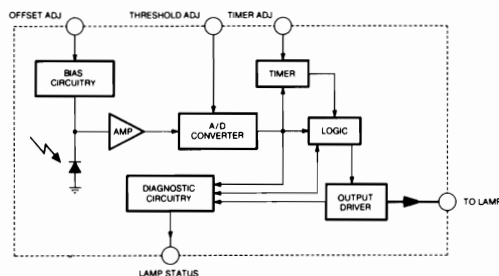 OFFSET ADJ
THRESHOLD ADJ
TIMER ADJ
BIAS
CIRCUITRY
TIMER
AMP
A/D
CONVERTER
LOGIC
DIAGNOSTIC
CIRCUITRY
OUTPUT
DRIVER
TO LAMP
LAMP STATUS